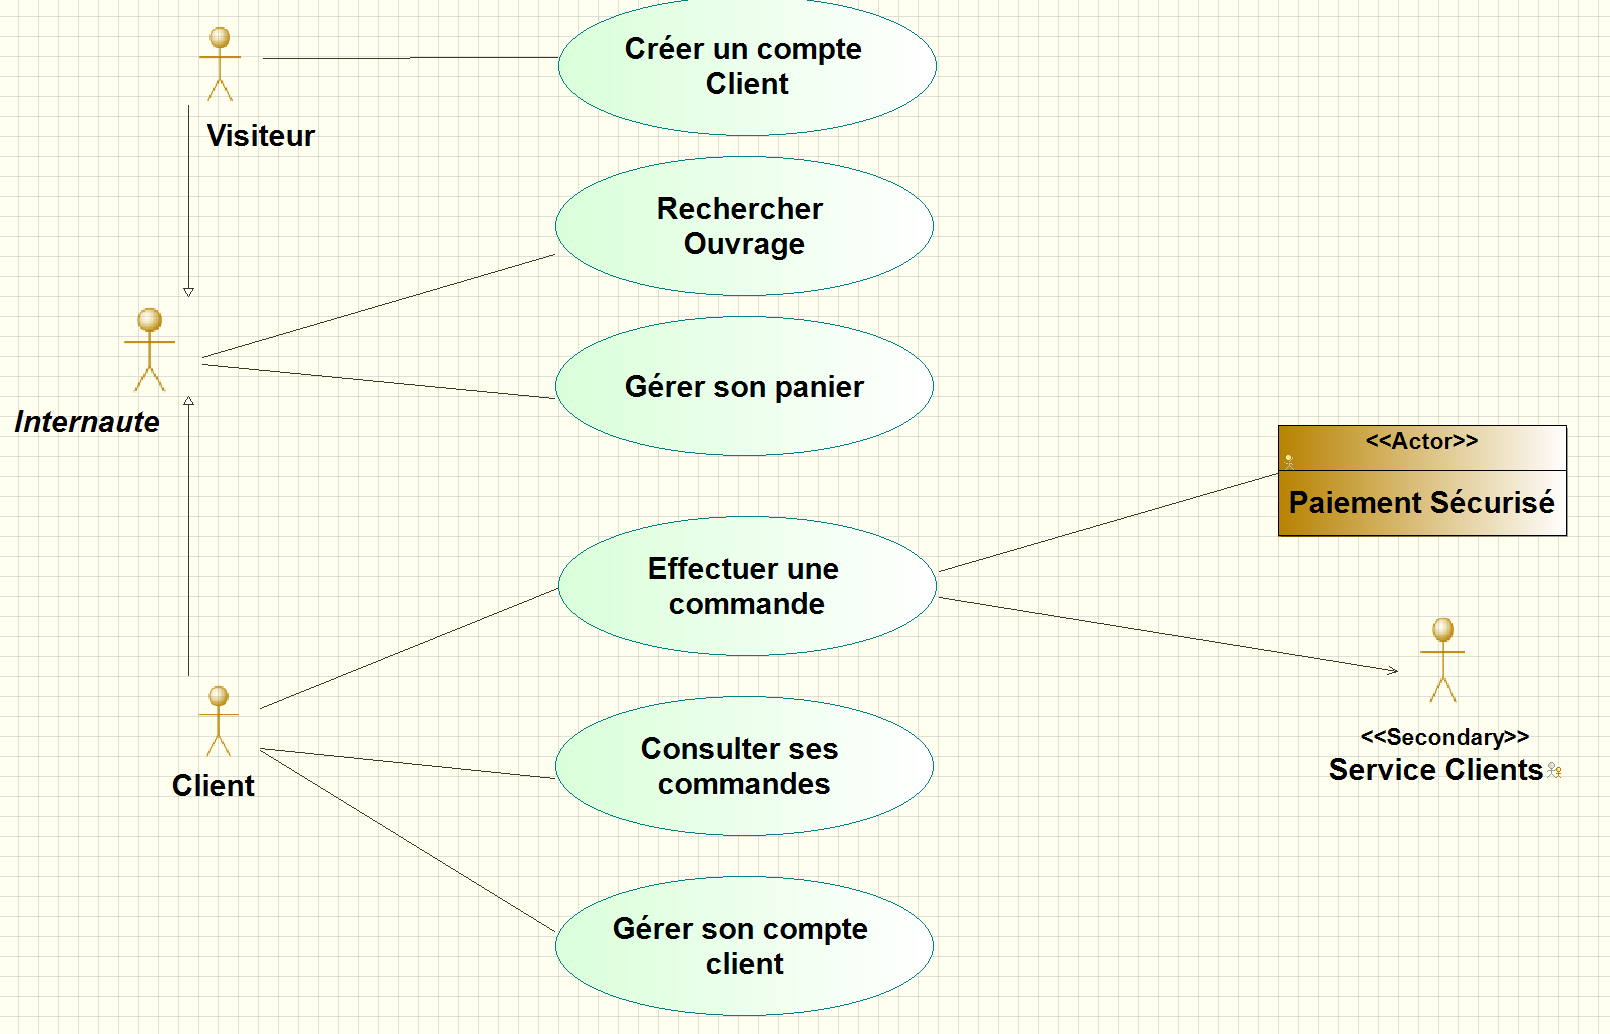 Créer un compte
Client
Visiteur
Rechercher
Ouvrage
Gérer son panier
Internaute
<<Actor>>
Paiement Sécurisé
Effectuer une
commande
<<Secondary>>
Service Clients
Client
Consulter ses
commandes
Gérer son compte
client